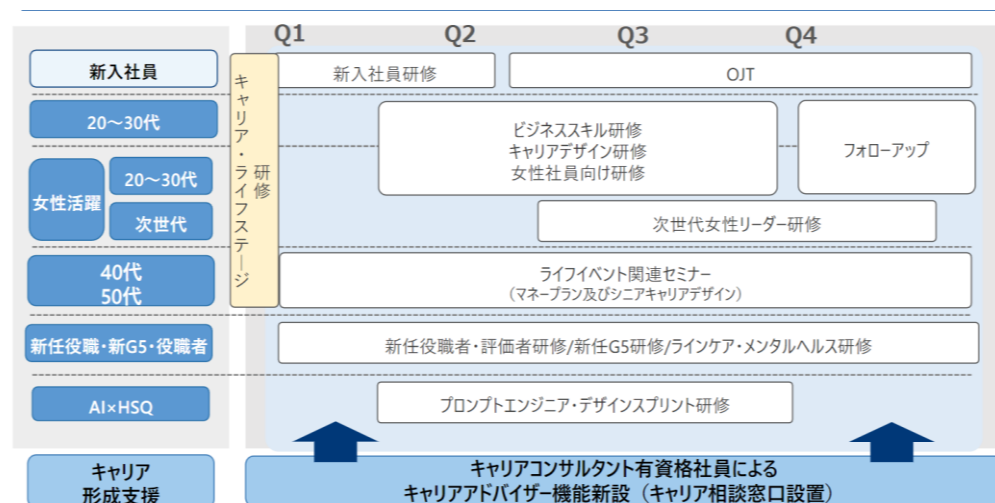 Q1 Q2 Q3 Q4
新入社員
キャリア・ライフステージ
研修
新入社員研修
OJT
20～30代
ビジネススキル研修
キャリアデザイン研修
女性社員向け研修
フォローアップ
女性活躍
20～30代
次世代
次世代女性リーダー研修
40代
50代
ライフイベント関連セミナー
（マネープラン及びシニアキャリアデザイン）
新任役職・新G5・役職者
新任役職者・評価者研修/新任G5研修/ラインケア・メンタルヘルス研修
AI×HSQ
プロンプトエンジニア・デザインスプリント研修
キャリア
形成支援
キャリアコンサルタント有資格社員による
キャリアアドバイザー機能新設（キャリア相談窓口設置）